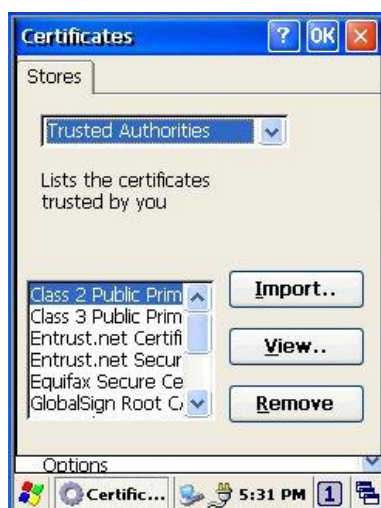 Certificates ? OK
Stores
Trusted Authorities
Lists the certificates
trusted by you
Class 2 Public Prim
Class 3 Public Prim
Entrust.net Certifi
Entrust.net Secur
Equifax Secure Ce
GlobalSign Root CA
Import..
View..
Remove
Options
Certific... 5:31 PM 1